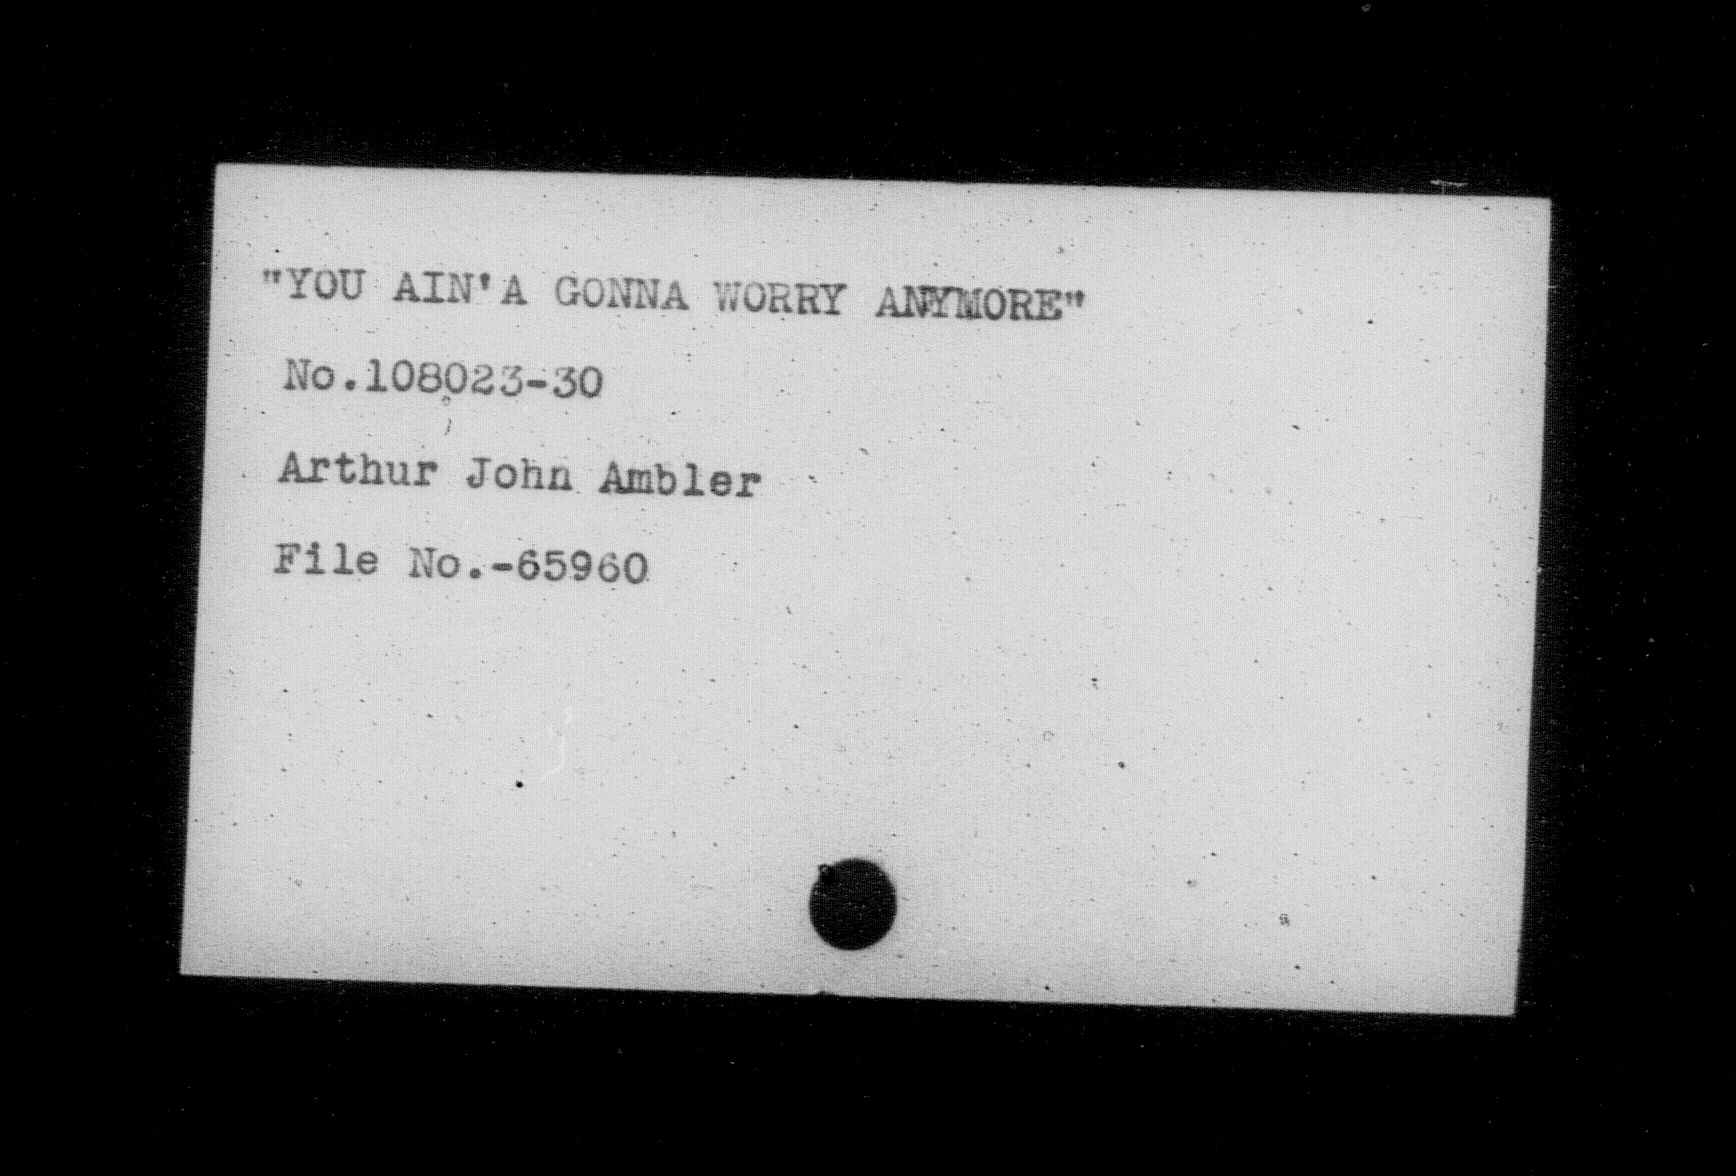 "YOU AIN'A GONNA WORRY ANYMORE"
No.108023-30
Arthur John Ambler
File No.-65960